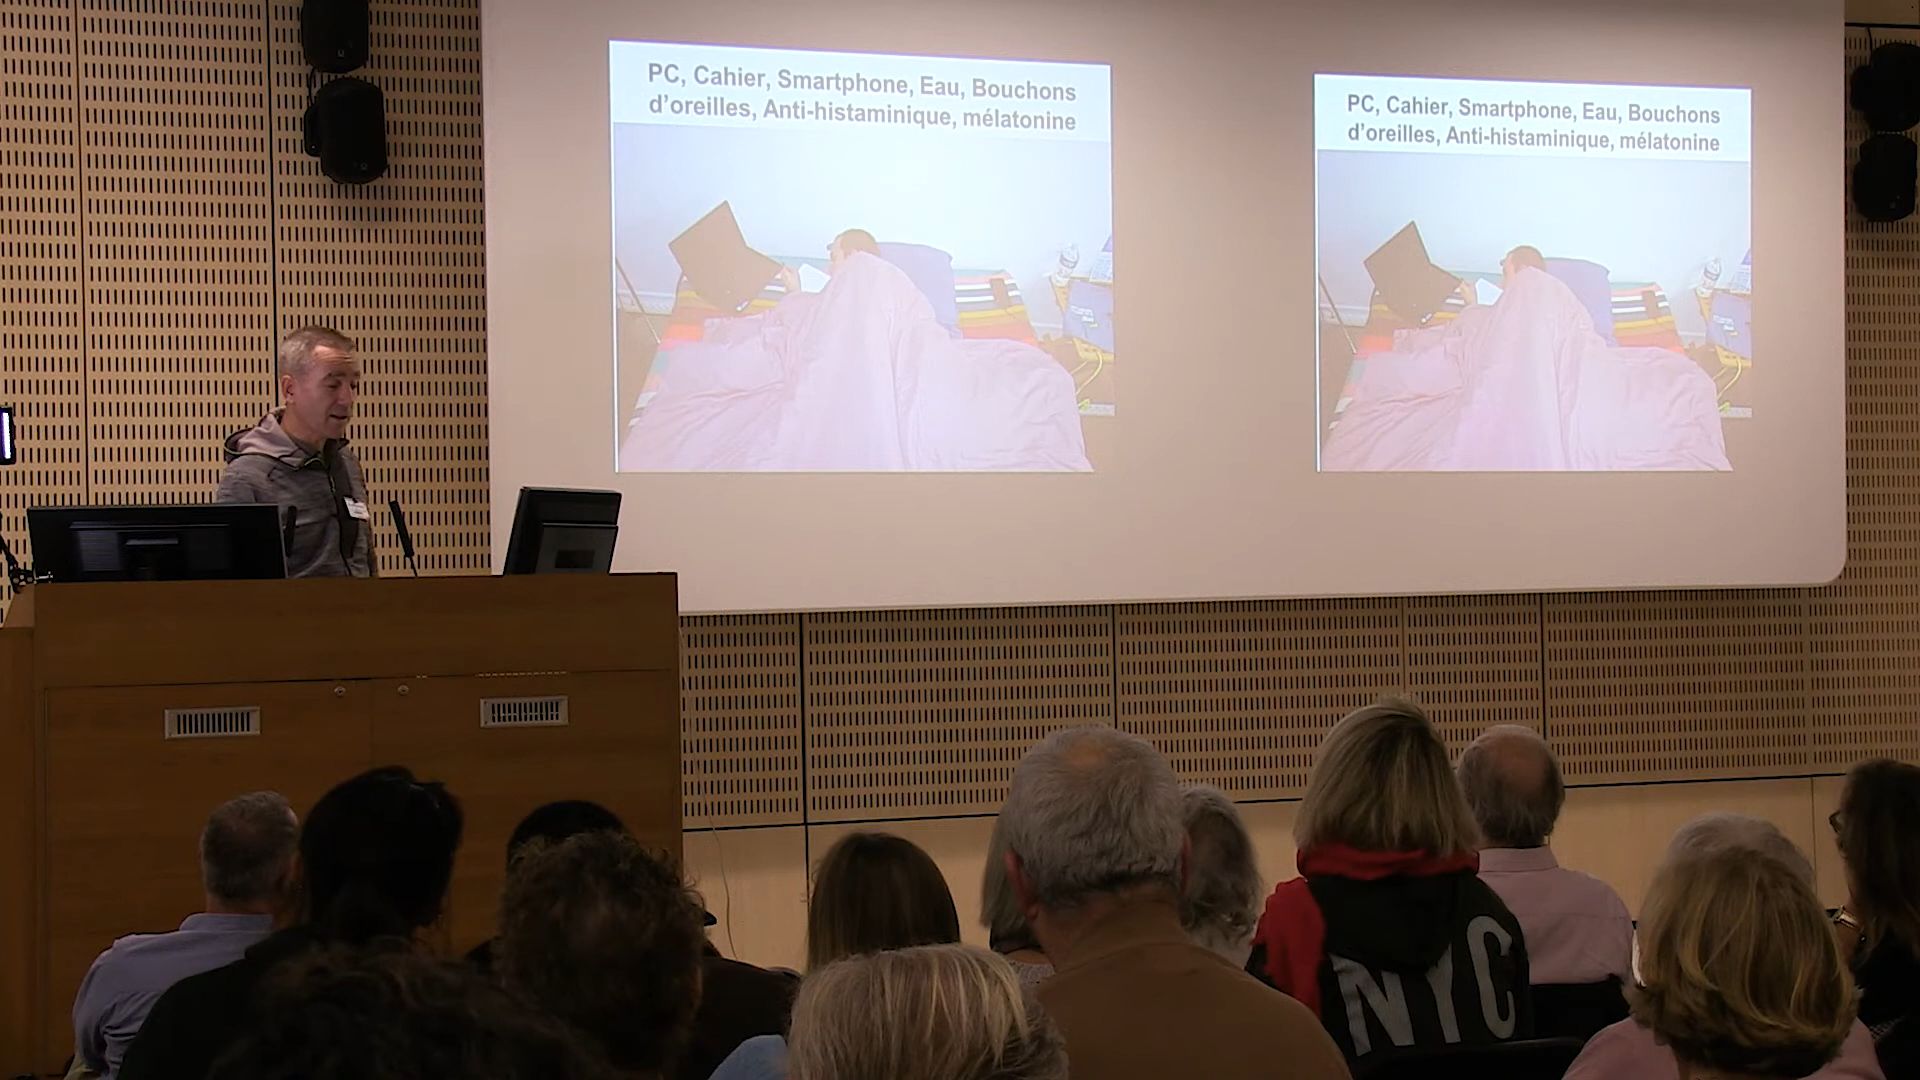 PC, Cahier, Smartphone, Eau, Bouchons
d’oreilles, Anti-histaminique, mélatonine
PC, Cahier, Smartphone, Eau, Bouchons
d’oreilles, Anti-histaminique, mélatonine
NYC